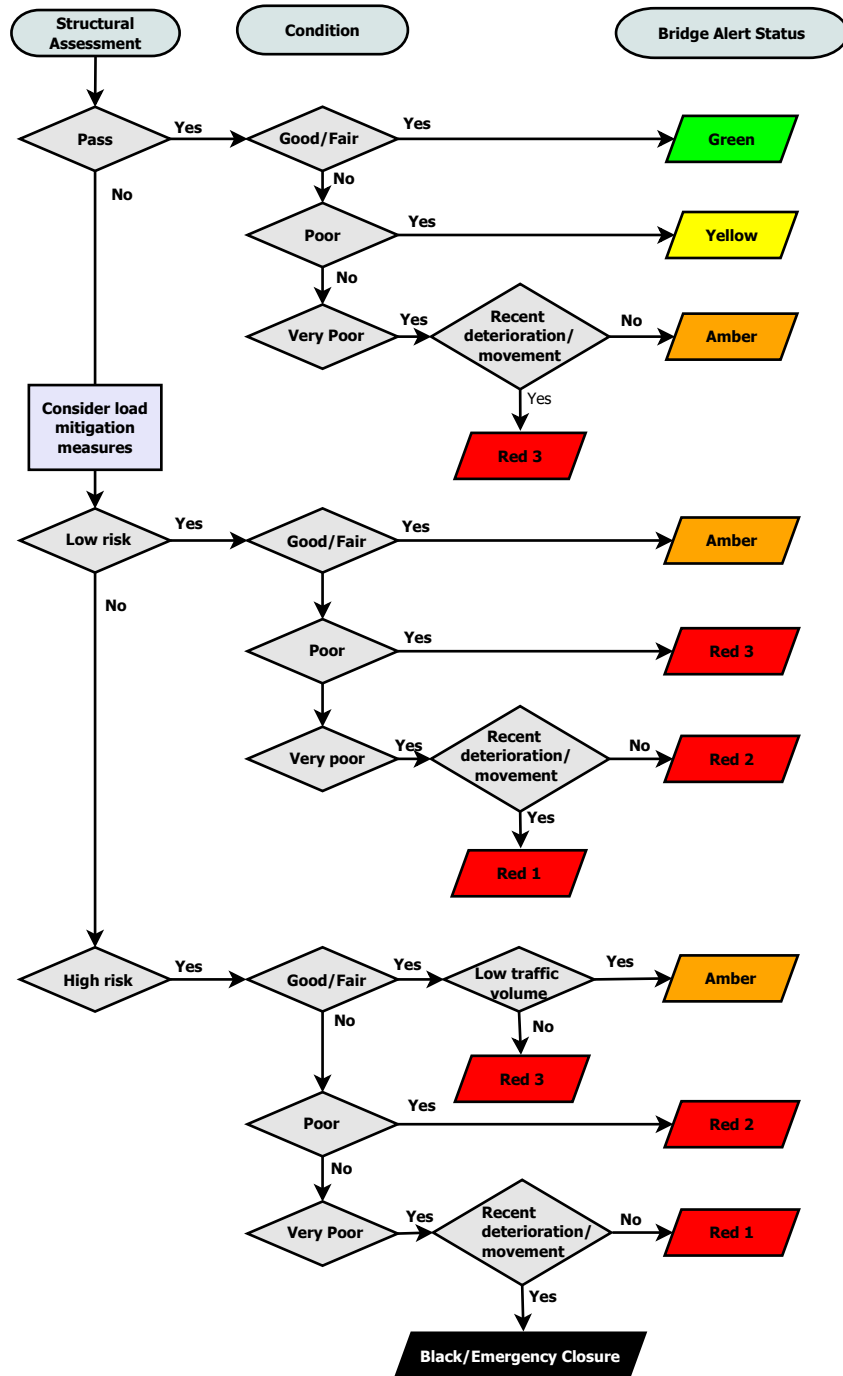 Structural
Assessment
Condition
Bridge Alert Status
Pass
Yes
Good/Fair
Yes
Green
No
No
Poor
Yes
Yellow
No
Very Poor
Yes
Recent
deterioration/
movement
No
Amber
Yes
Red 3
Consider load
mitigation
measures
Low risk
Yes
Good/Fair
Yes
Amber
No
Poor
Yes
Red 3
Very poor
Yes
Recent
deterioration/
movement
No
Red 2
Yes
Red 1
High risk
Yes
Good/Fair
Yes
Low traffic
volume
Yes
Amber
No
No
Red 3
Poor
Yes
Red 2
No
Very Poor
Yes
Recent
deterioration/
movement
No
Red 1
Yes
Black/Emergency Closure